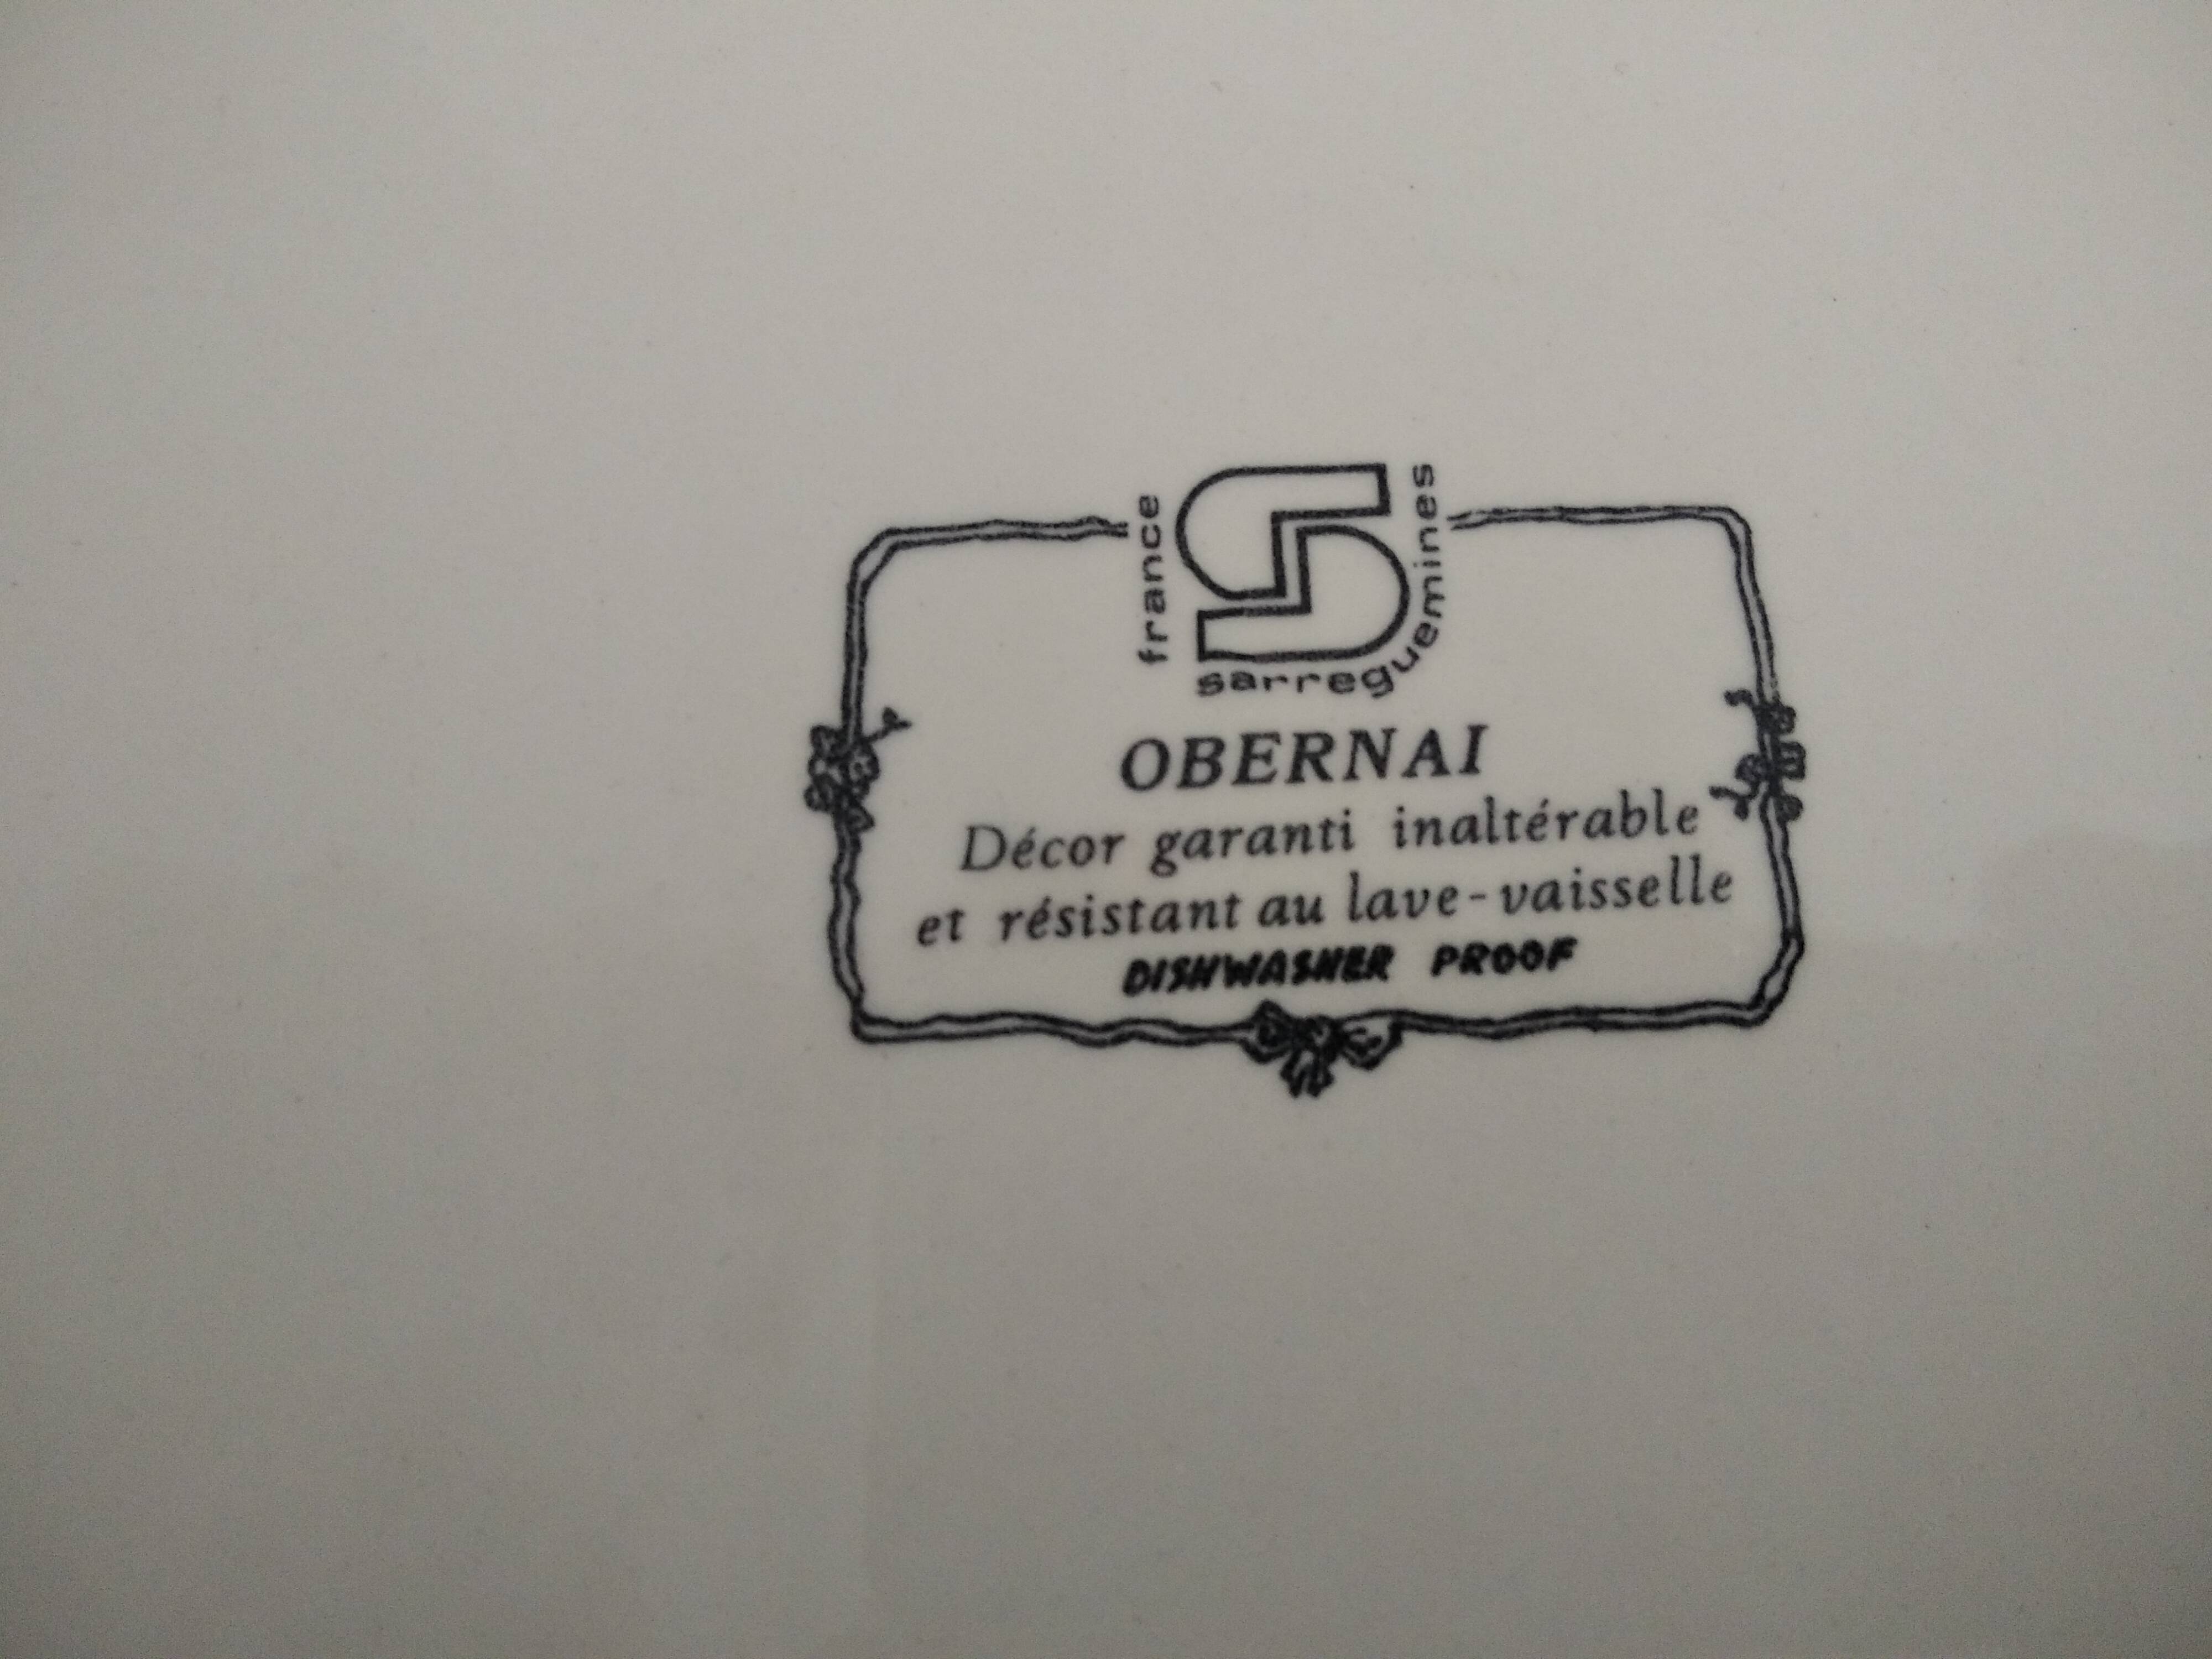 france
sarreguemines
OBERNAI
Décor garanti inaltérable
et résistant au lave-vaisselle
DISHWASHER PROOF